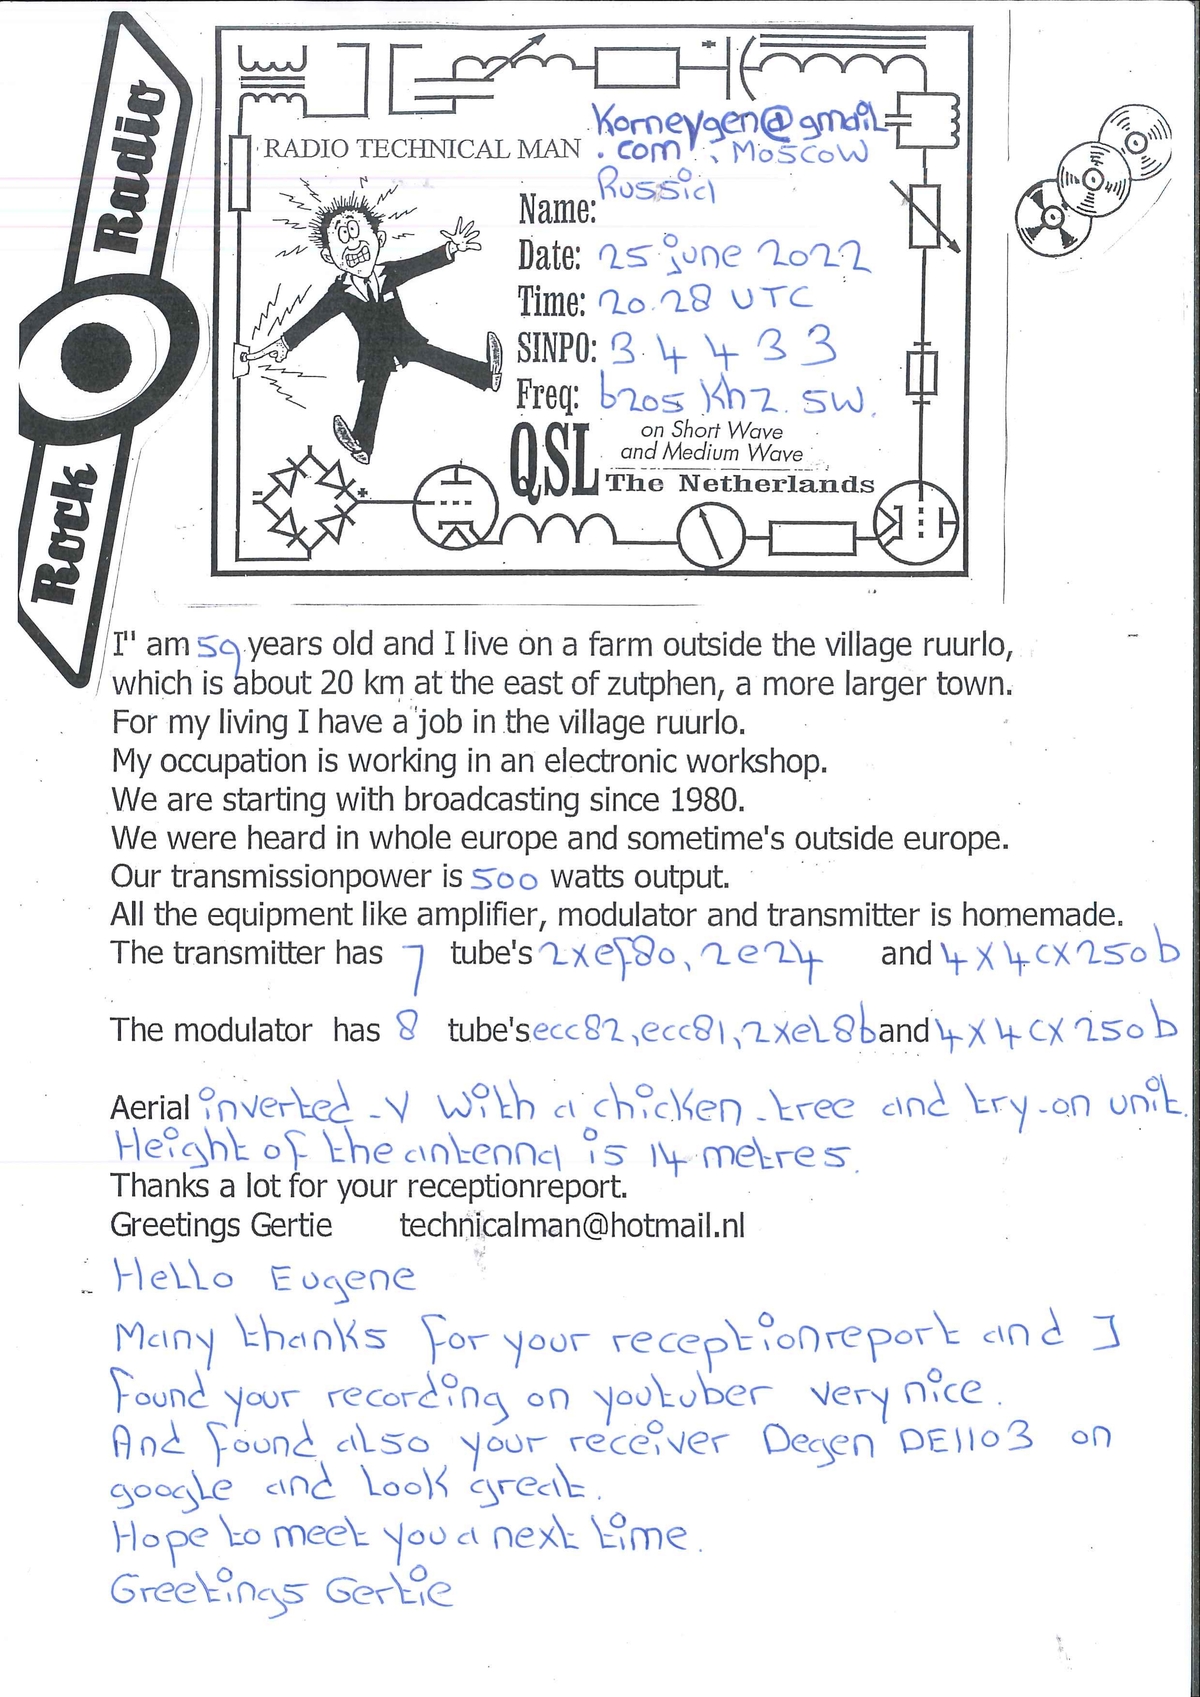 Rock Radio
RADIO TECHNICAL MAN
Korneygen@gmail
.com., Moscow
Russia
Name:
Date: 25 june 2022
Time: 20.28 UTC
SINPO: 3.4 4 3 3
Freq: 6205 Khz. SW.
QSL
on Short Wave
and Medium Wave
The Netherlands
I" am 59 years old and I live on a farm outside the village ruurlo,
which is about 20 km at the east of zutphen, a more larger town.
For my living I have a job in the village ruurlo.
My occupation is working in an electronic workshop.
We are starting with broadcasting since 1980.
We were heard in whole europe and sometime's outside europe.
Our transmissionpower is 500 watts output.
All the equipment like amplifier, modulator and transmitter is homemade.
The transmitter has 7 tube's 2xef80, 2e24 and 4X4CX250b
The modulator has 8 tube's ecc82, ecc81, 2xeL86 and 4X4CX250b
Aerial inverted-V with a chicken-tree and try-on unit.
Height of the antenna is 14 metres.
Thanks a lot for your receptionreport.
Greetings Gertie technicalman@hotmail.nl
Hello Eugene
Many thanks for your receptionreport and I
found your recording on youtuber very nice.
And found also your receiver Degen DE1103 on
google and Look great.
Hope to meet you a next time.
Greetings Gertie